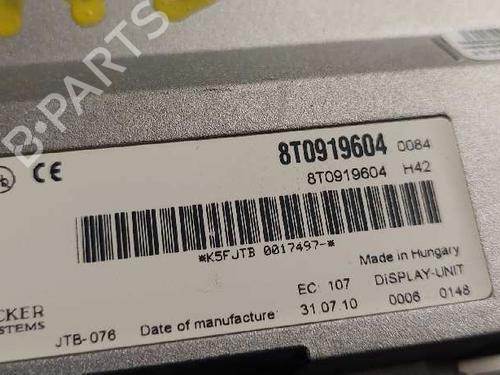 B-PARTS
8T0919604 0084
8T0919604 H42
CE
*K5FJTB 0017497-*
Made in Hungary
EC 107 DiSPLAY-UNIT
CKER
STEMS
JTB-076 Date of manufacture: 31.07.10 0006 0148